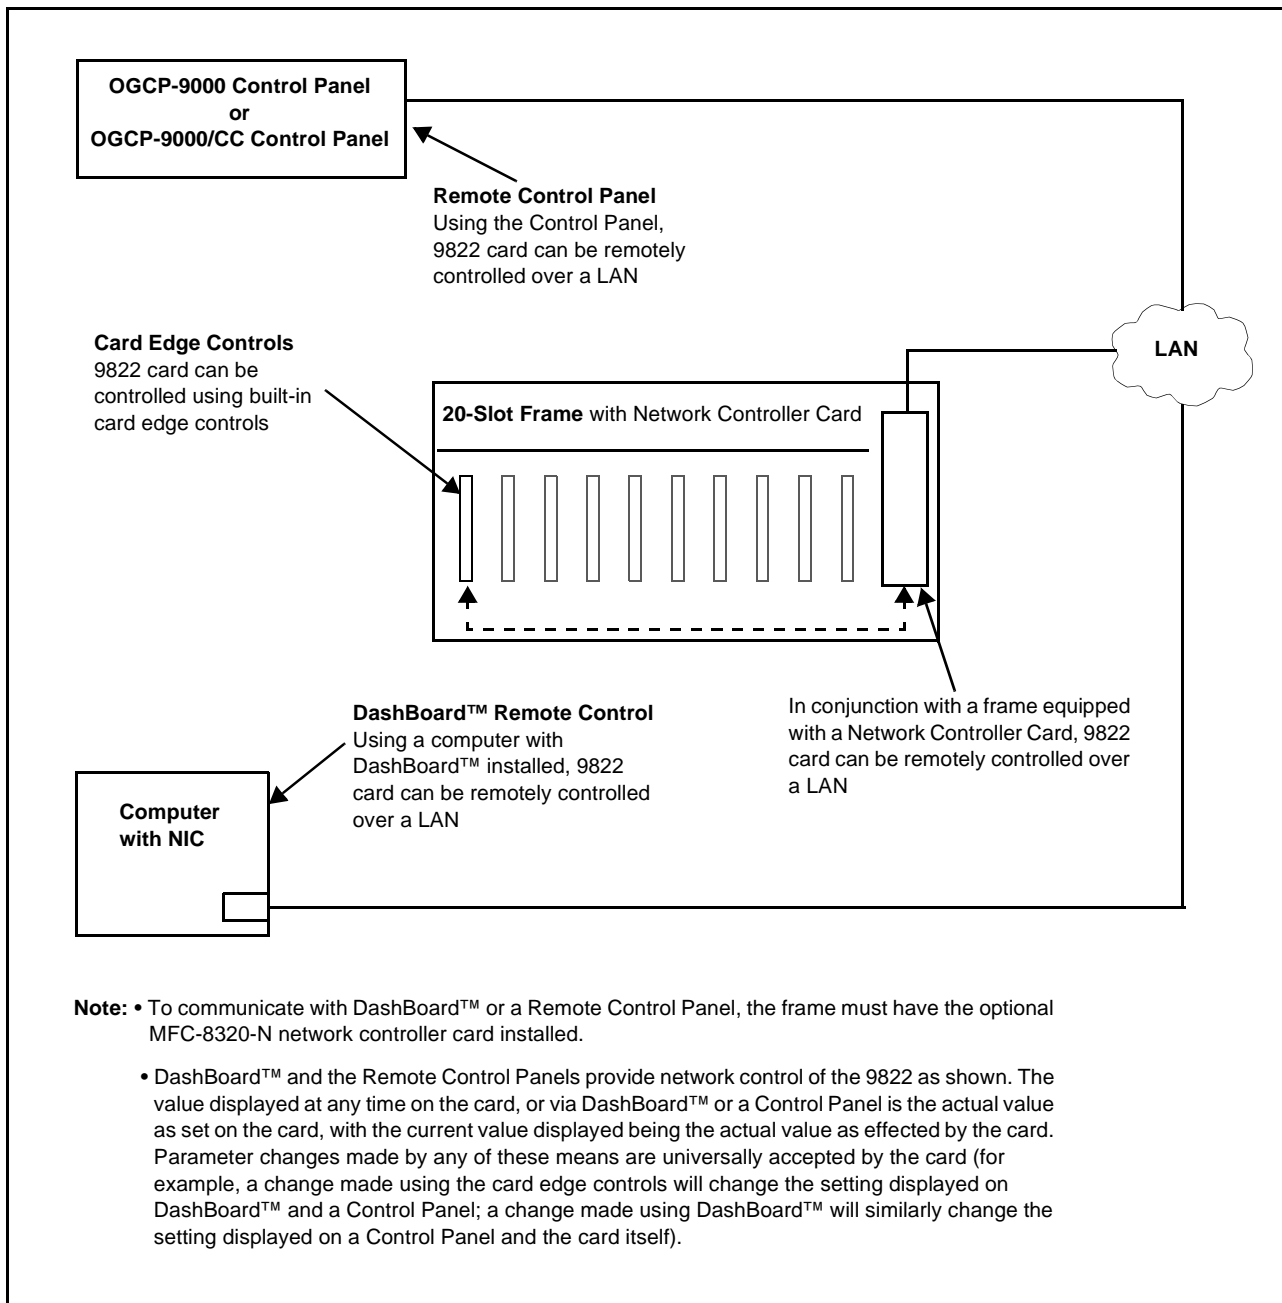 OGCP-9000 Control Panel
or
OGCP-9000/CC Control Panel
Remote Control Panel
Using the Control Panel,
9822 card can be remotely
controlled over a LAN
Card Edge Controls
9822 card can be
controlled using built-in
card edge controls
LAN
20-Slot Frame with Network Controller Card
DashBoard™ Remote Control
Using a computer with
DashBoard™ installed, 9822
card can be remotely controlled
over a LAN
In conjunction with a frame equipped
with a Network Controller Card, 9822
card can be remotely controlled over
a LAN
Computer
with NIC
Note: • To communicate with DashBoard™ or a Remote Control Panel, the frame must have the optional
MFC-8320-N network controller card installed.
• DashBoard™ and the Remote Control Panels provide network control of the 9822 as shown. The
value displayed at any time on the card, or via DashBoard™ or a Control Panel is the actual value
as set on the card, with the current value displayed being the actual value as effected by the card.
Parameter changes made by any of these means are universally accepted by the card (for
example, a change made using the card edge controls will change the setting displayed on
DashBoard™ and a Control Panel; a change made using DashBoard™ will similarly change the
setting displayed on a Control Panel and the card itself).